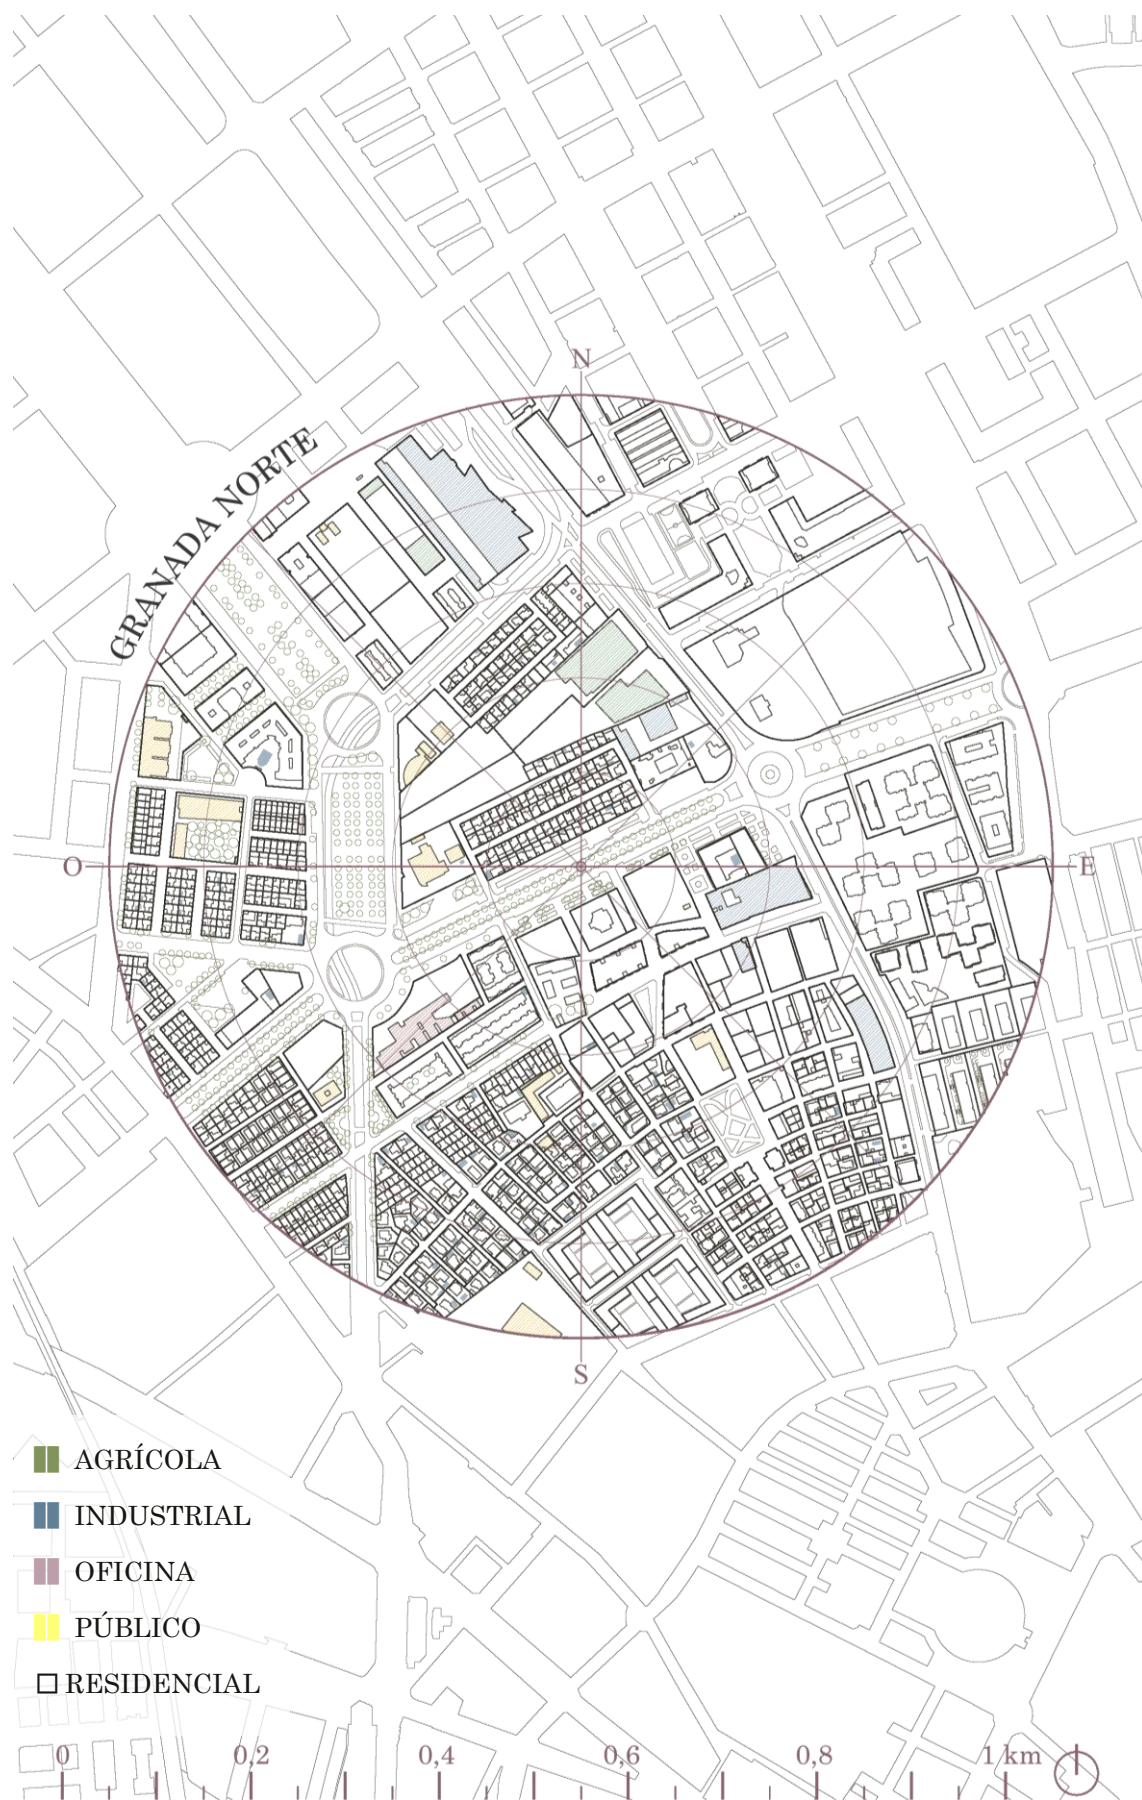 N
GRANADA NORTE
O
E
S
AGRÍCOLA
INDUSTRIAL
OFICINA
PÚBLICO
RESIDENCIAL
0 0,2 0,4 0,6 0,8 1 km